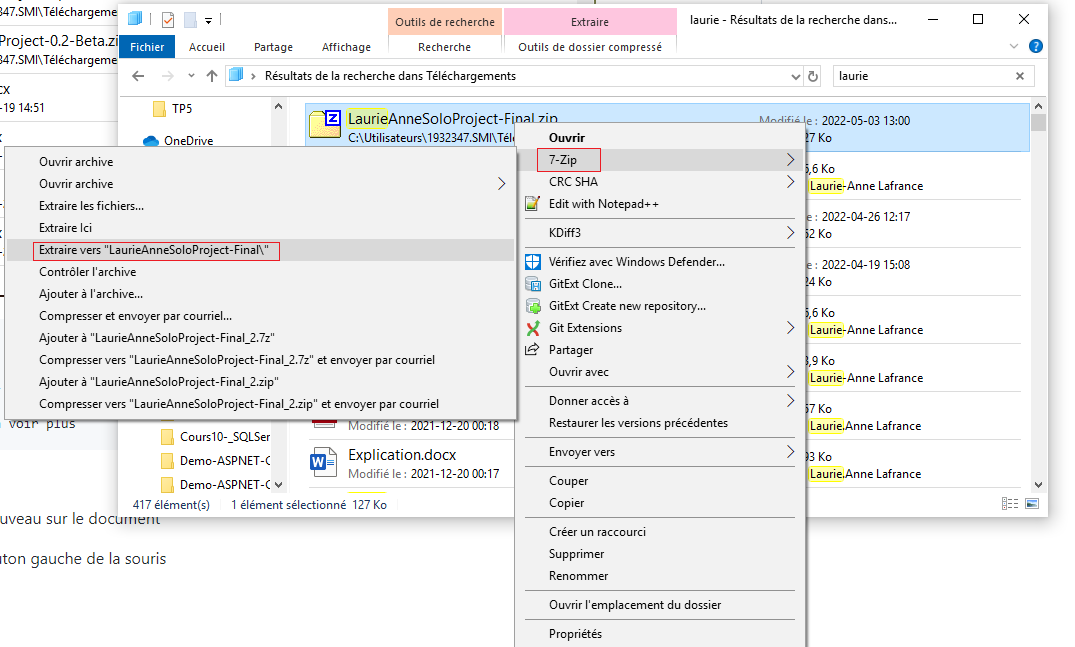 347.SMI\Téléchargeme
Project-0.2-Beta.zi
347.SMI\Téléchargeme
cx
-19 14:51
voir plus
uveau sur le document
ton gauche de la souris
Outils de recherche
Extraire
laurie - Résultats de la recherche dans...
Fichier
Accueil
Partage
Affichage
Recherche
Outils de dossier compressé
Résultats de la recherche dans Téléchargements
laurie
TP5
OneDrive
LaurieAnneSoloProject-Final.zip
C:\Utilisateurs\1932347.SMI\Tél
Modifié le : 2022-05-03 13:00
27 Ko
5,6 Ko
Laurie-Anne Lafrance
e : 2022-04-26 12:17
52 Ko
e : 2022-04-19 15:08
24 Ko
5,6 Ko
Laurie-Anne Lafrance
3,9 Ko
Laurie-Anne Lafrance
57 Ko
Laurie.Anne Lafrance
93 Ko
Laurie.Anne Lafrance
Modifié le : 2021-12-20 00:18
Explication.docx
Modifié le : 2021-12-20 00:17
Cours10-_SQLSer
Demo-ASPNET-C
Demo-ASPNET-C
417 élément(s)
1 élément sélectionné 127 Ko
Ouvrir
7-Zip
CRC SHA
Edit with Notepad++
KDiff3
Vérifiez avec Windows Defender...
GitExt Clone...
GitExt Create new repository...
Git Extensions
Partager
Ouvrir avec
Donner accès à
Restaurer les versions précédentes
Envoyer vers
Couper
Copier
Créer un raccourci
Supprimer
Renommer
Ouvrir l'emplacement du dossier
Propriétés
Ouvrir archive
Ouvrir archive
Extraire les fichiers...
Extraire Ici
Extraire vers "LaurieAnneSoloProject-Final\"
Contrôler l'archive
Ajouter à l'archive...
Compresser et envoyer par courriel...
Ajouter à "LaurieAnneSoloProject-Final_2.7z"
Compresser vers "LaurieAnneSoloProject-Final_2.7z" et envoyer par courriel
Ajouter à "LaurieAnneSoloProject-Final_2.zip"
Compresser vers "LaurieAnneSoloProject-Final_2.zip" et envoyer par courriel